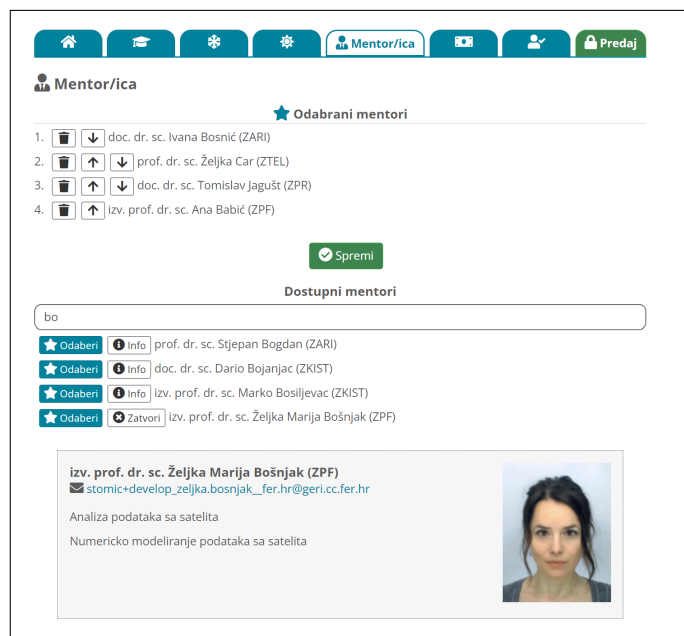 Mentor/ica
Predaj
Mentor/ica
Odabrani mentori
1. doc. dr. sc. Ivana Bosnić (ZARI)
2. prof. dr. sc. Željka Car (ZTEL)
3. doc. dr. sc. Tomislav Jagušt (ZPR)
4. izv. prof. dr. sc. Ana Babić (ZPF)
Spremi
Dostupni mentori
bo
Odaberi Info prof. dr. sc. Stjepan Bogdan (ZARI)
Odaberi Info doc. dr. sc. Dario Bojanjac (ZKIST)
Odaberi Info izv. prof. dr. sc. Marko Bosiljevac (ZKIST)
Odaberi Zatvori izv. prof. dr. sc. Željka Marija Bošnjak (ZPF)
izv. prof. dr. sc. Željka Marija Bošnjak (ZPF)
stomic+develop_zeljka.bosnjak__fer.hr@geri.cc.fer.hr
Analiza podataka sa satelita
Numericko modeliranje podataka sa satelita